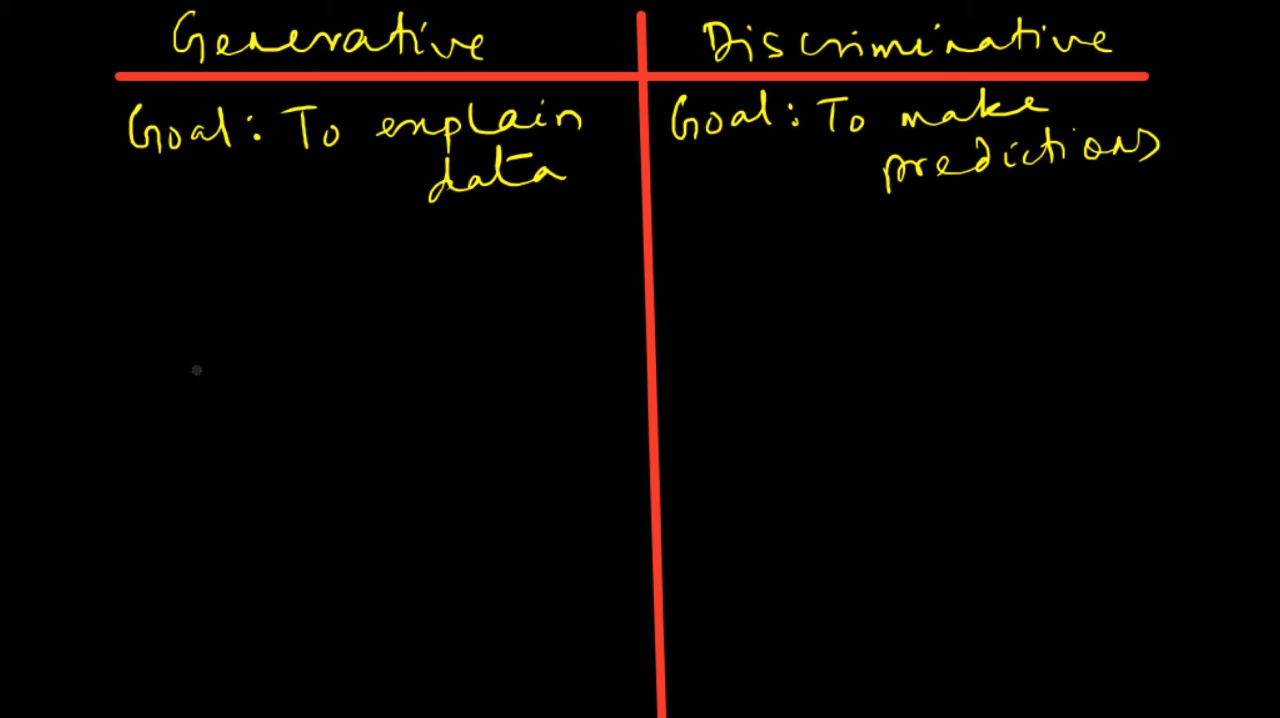 Generative
Discriminative
Goal: To explain
data
Goal: To make
predictions